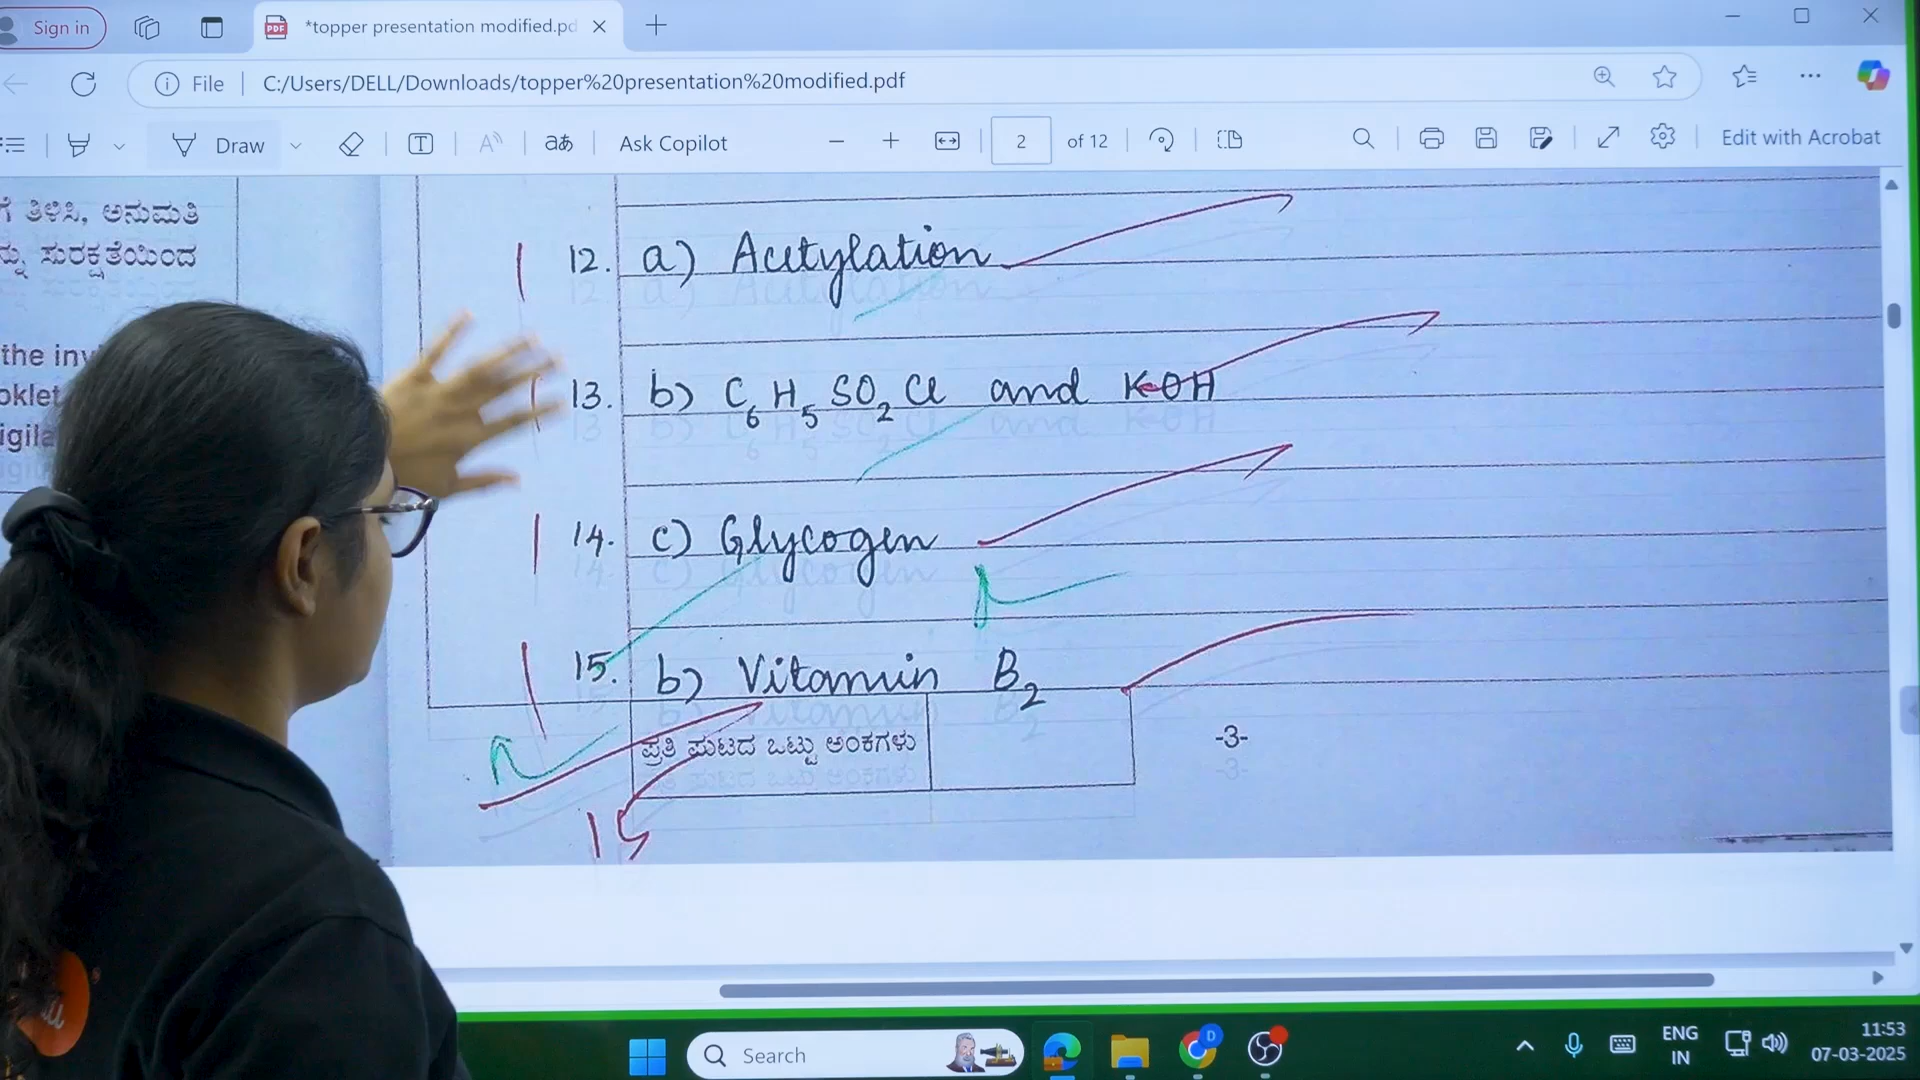 Sign in
*topper presentation modified.pd
File
C:/Users/DELL/Downloads/topper%20presentation%20modified.pdf
Draw
aあ
Ask Copilot
2
of 12
Edit with Acrobat
ತಿಳಿಸಿ, ಅನುಮತಿ
ಸುರಕ್ಷತೆಯಿಂದ
the inv
oklet
igila
1 12. a) Acetylation
1 13. b) C6H5SO2Cl and KOH
1 14. c) Glycogen
1 15. b) Vitamin B2
ಪ್ರತಿ ಪುಟದ ಒಟ್ಟು ಅಂಕಗಳು
-3-
15
Search
D
ENG
IN
11:53
07-03-2025